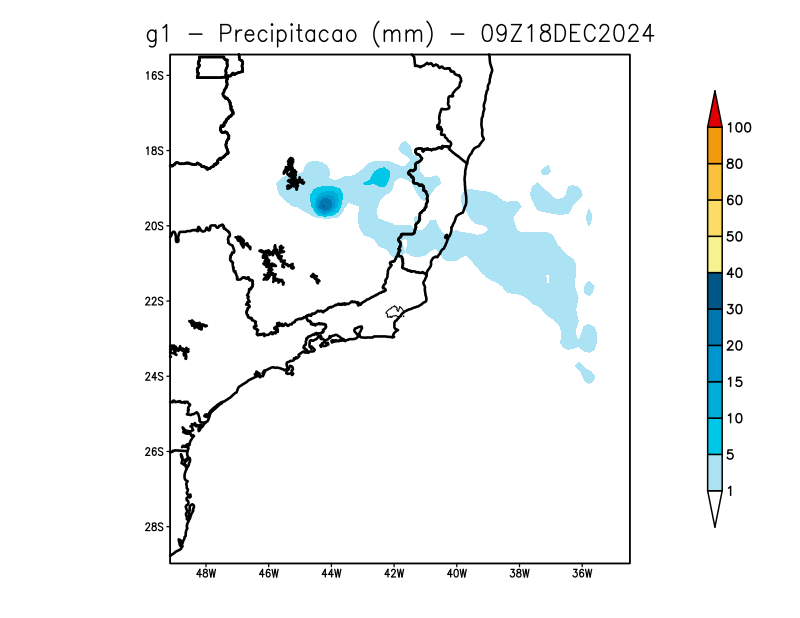 g1 – Precipitacao (mm) – 09Z18DEC2024
16S
18S
20S
22S
24S
26S
28S
48W 46W 44W 42W 40W 38W 36W
100
80
60
50
40
30
20
15
10
5
1